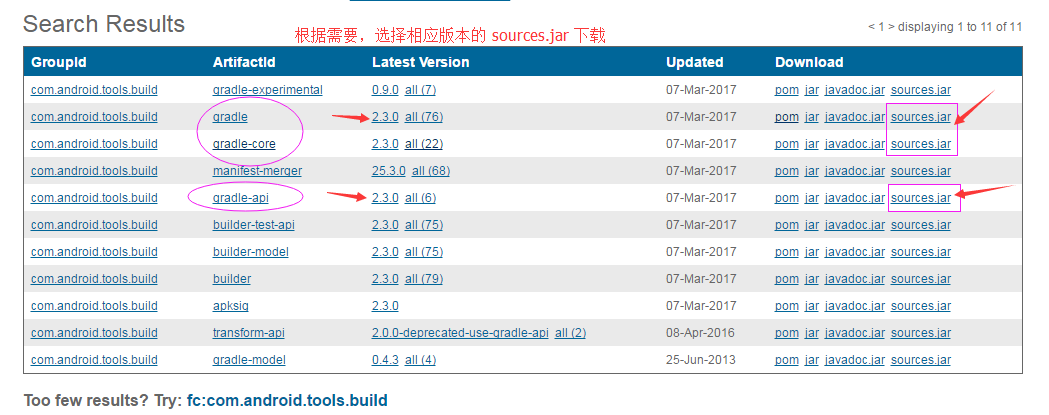 Search Results
根据需要，选择相应版本的 sources.jar 下载
< 1 > displaying 1 to 11 of 11
GroupId ArtifactId Latest Version Updated Download
com.android.tools.build gradle-experimental 0.9.0 all (7) 07-Mar-2017 pom jar javadoc.jar sources.jar
com.android.tools.build gradle 2.3.0 all (76) 07-Mar-2017 pom jar javadoc.jar sources.jar
com.android.tools.build gradle-core 2.3.0 all (22) 07-Mar-2017 pom jar javadoc.jar sources.jar
com.android.tools.build manifest-merger 25.3.0 all (68) 07-Mar-2017 pom jar javadoc.jar sources.jar
com.android.tools.build gradle-api 2.3.0 all (6) 07-Mar-2017 pom jar javadoc.jar sources.jar
com.android.tools.build builder-test-api 2.3.0 all (75) 07-Mar-2017 pom jar javadoc.jar sources.jar
com.android.tools.build builder-model 2.3.0 all (75) 07-Mar-2017 pom jar javadoc.jar sources.jar
com.android.tools.build builder 2.3.0 all (79) 07-Mar-2017 pom jar javadoc.jar sources.jar
com.android.tools.build apksig 2.3.0 07-Mar-2017 pom jar javadoc.jar sources.jar
com.android.tools.build transform-api 2.0.0-deprecated-use-gradle-api all (2) 08-Apr-2016 pom jar javadoc.jar sources.jar
com.android.tools.build gradle-model 0.4.3 all (4) 25-Jun-2013 pom jar javadoc.jar sources.jar
Too few results? Try: fc:com.android.tools.build